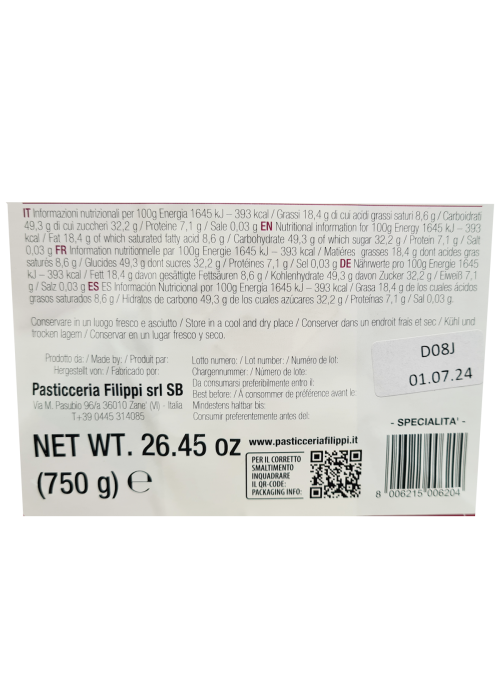 IT Informazioni nutrizionali per 100g Energia 1645 kJ – 393 kcal / Grassi 18,4 g di cui acidi grassi saturi 8,6 g / Carboidrati
49,3 g di cui zuccheri 32,2 g / Proteine 7,1 g / Sale 0,03 g EN Nutritional information for 100g Energy 1645 kJ – 393
kcal / Fat 18,4 g of which saturated fatty acid 8,6 g / Carbohydrate 49,3 g of which sugar 32,2 g / Protein 7,1 g / Salt
0,03 g FR Information nutritionnelle par 100g Energie 1645 kJ – 393 kcal / Matières grasses 18,4 g dont acides gras
saturés 8,6 g / Glucides 49,3 g dont sucres 32,2 g / Protéines 7,1 g / Sel 0,03 g DE Nährwerte pro 100g Energie 1645
kJ – 393 kcal / Fett 18,4 g davon gesättigte Fettsäuren 8,6 g / Kohlenhydrate 49,3 g davon Zucker 32,2 g / Eiweiß 7,1
g / Salz 0,03 g ES ES Información Nutricional por 100g Energía 1645 kJ – 393 kcal / Grasa 18,4 g de los cuales ácidos
grasos saturados 8,6 g / Hidratos de carbono 49,3 g de los cuales azúcares 32,2 g / Proteínas 7,1 g / Sal 0,03 g.
Conservare in un luogo fresco e asciutto / Store in a cool and dry place / Conserver dans un endroit frais et sec / Kühl und
trocken lagern / Conservar en un lugar fresco y seco.
Prodotto da: / Made by: / Produit par:
Hergestellt von: / Fabricado por:
Pasticceria Filippi srl SB
Via M. Pasubio 96/a 36010 Zane' (VI) - Italia
T+39 0445 314085
Lotto numero: / Lot number: / Numéro de lot:
Chargennummer: / Número de lote:
Da consumarsi preferibilmente entro il:
Best before: / À consommer de préférence avant le:
Mindestens haltbar bis:
Consumir preferentemente antes del:
D08J
01.07.24
NET WT. 26.45 oz
(750 g) ℮
www.pasticceriafilippi.it
PER IL CORRETTO
SMALTIMENTO
INQUADRARE
IL QR-CODE:
PACKAGING INFO:
- SPECIALITA' -
8 006215 006204